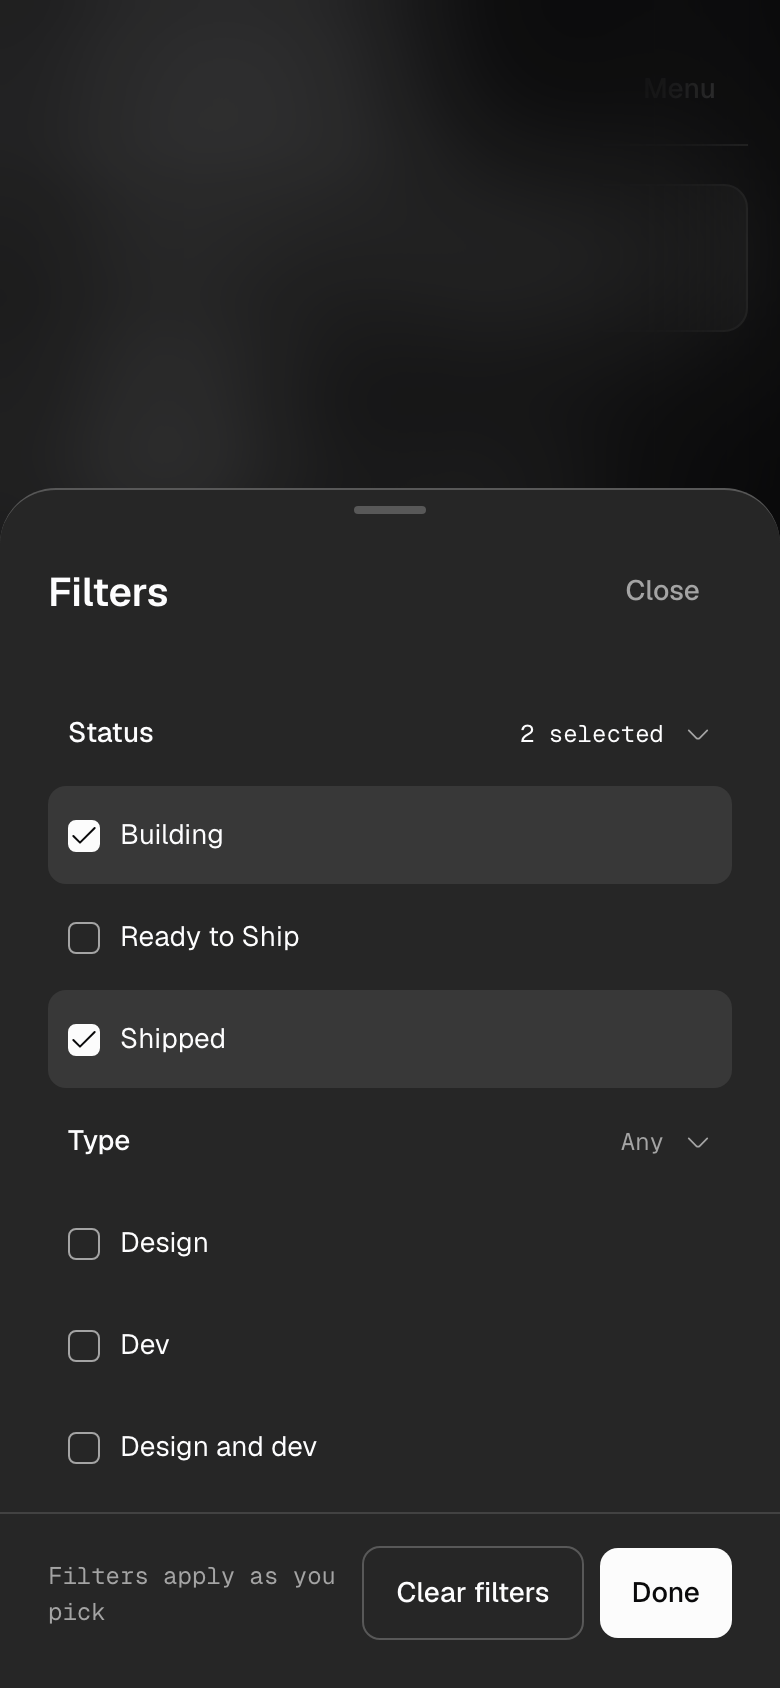 Menu
Filters
Close
Status
2 selected
Building
Ready to Ship
Shipped
Type
Any
Design
Dev
Design and dev
Filters apply as you
pick
Clear filters
Done